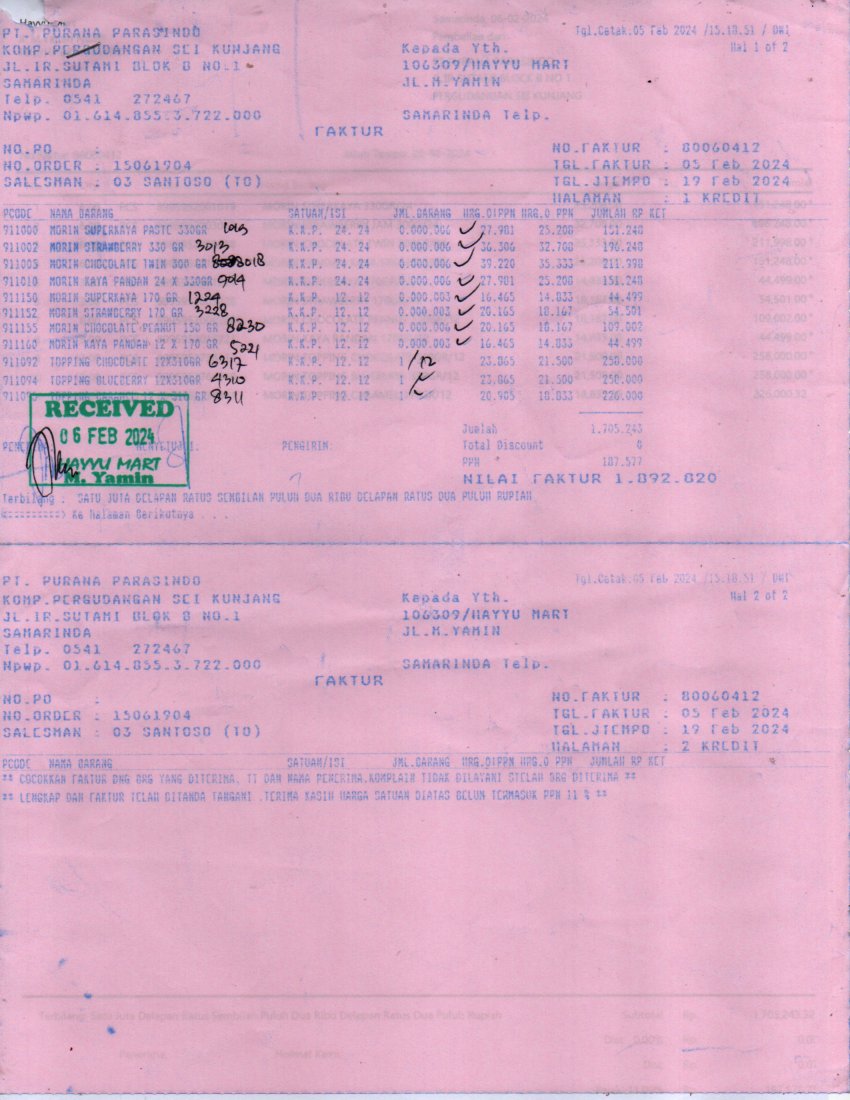 PT. PURANA PARASINDO
Tgl.Cetak.05 Feb 2024 /15.18.51 / DWI
KOMP.PERGUDANGAN SEI KUNJANG
Kepada Yth.
Hal 1 of 2
JL.IR.SUTAMI BLOK B NO.1
106309/HAYYU MART
SAMARINDA
JL.M.YAMIN
Telp. 0541 272467
Npwp. 01.614.855.3.722.000
SAMARINDA Telp.
FAKTUR
NO.PO :
NO.FAKTUR : 80060412
NO.ORDER : 15061904
TGL.FAKTUR : 05 Feb 2024
SALESMAN : 03 SANTOSO (TO)
TGL.JTEMPO : 19 Feb 2024
HALAMAN : 1 KREDIT
PCODE NAMA BARANG SATUAN/ISI JML.BARANG HRG.DIPPN HRG.B PPN JUMLAH RP KET
911000 MORIN SUPERKAYA PASTE 330GR K.K.P. 24. 24 0.000.006 27.981 25.208 151.248
911002 MORIN STRAWBERRY 330 GR 3013 K.K.P. 24. 24 0.000.006 36.306 32.708 196.248
911005 MORIN CHOCOLATE TWIN 300 GR 3018 K.K.P. 24. 24 0.000.006 39.220 35.333 211.998
911010 MORIN KAYA PANDAN 24 X 330GR K.K.P. 24. 24 0.000.006 27.981 25.208 151.248
911150 MORIN SUPERKAYA 170 GR 1224 K.K.P. 12. 12 0.000.003 16.465 14.833 44.499
911152 MORIN STRAWBERRY 170 GR 3228 K.K.P. 12. 12 0.000.003 20.165 18.167 54.501
911155 MORIN CHOCOLATE PEANUT 150 GR 8230 K.K.P. 12. 12 0.000.006 20.165 18.167 109.002
911160 MORIN KAYA PANDAN 12 X 170 GR 5221 K.K.P. 12. 12 0.000.003 16.465 14.833 44.499
911092 TOPPING CHOCOLATE 12X310GR 6317 K.K.P. 12. 12 1 /12 23.865 21.500 258.000
911094 TOPPING BLUEBERRY 12X310GR 4310 K.K.P. 12. 12 1 23.865 21.500 258.000
TOPPING 8311 K.K.P. 12. 12 1 20.905 18.833 226.000
RECEIVED
06 FEB 2024
HAYYU MART
M. Yamin
Jumlah 1.705.243
PENGIRIM: Total Discount 0
PPN 187.577
NILAI FAKTUR 1.892.820
Terbilang : SATU JUTA DELAPAN RATUS SEMBILAN PULUH DUA RIBU DELAPAN RATUS DUA PULUH RUPIAH
<=========> Ke Halaman Berikutnya . . .
PT. PURANA PARASINDO
Tgl.Cetak.05 Feb 2024 /15.18.51 / DWI
KOMP.PERGUDANGAN SEI KUNJANG
Kepada Yth.
Hal 2 of 2
JL.IR.SUTAMI BLOK B NO.1
106309/HAYYU MART
SAMARINDA
JL.M.YAMIN
Telp. 0541 272467
Npwp. 01.614.855.3.722.000
SAMARINDA Telp.
FAKTUR
NO.PO :
NO.FAKTUR : 80060412
NO.ORDER : 15061904
TGL.FAKTUR : 05 Feb 2024
SALESMAN : 03 SANTOSO (TO)
TGL.JTEMPO : 19 Feb 2024
HALAMAN : 2 KREDIT
PCODE NAMA BARANG SATUAN/ISI JML.BARANG HRG.DIPPN HRG.B PPN JUMLAH RP KET
** COCOKKAN FAKTUR DNG BRG YANG DITERIMA, TT DAN NAMA PENERIMA.KOMPLAIN TIDAK DILAYANI STELAH BRG DITERIMA **
** LENGKAP DAN FAKTUR TELAH DITANDA TANGANI .TERIMA KASIH HARGA SATUAN DIATAS BELUM TERMASUK PPN 11 % **